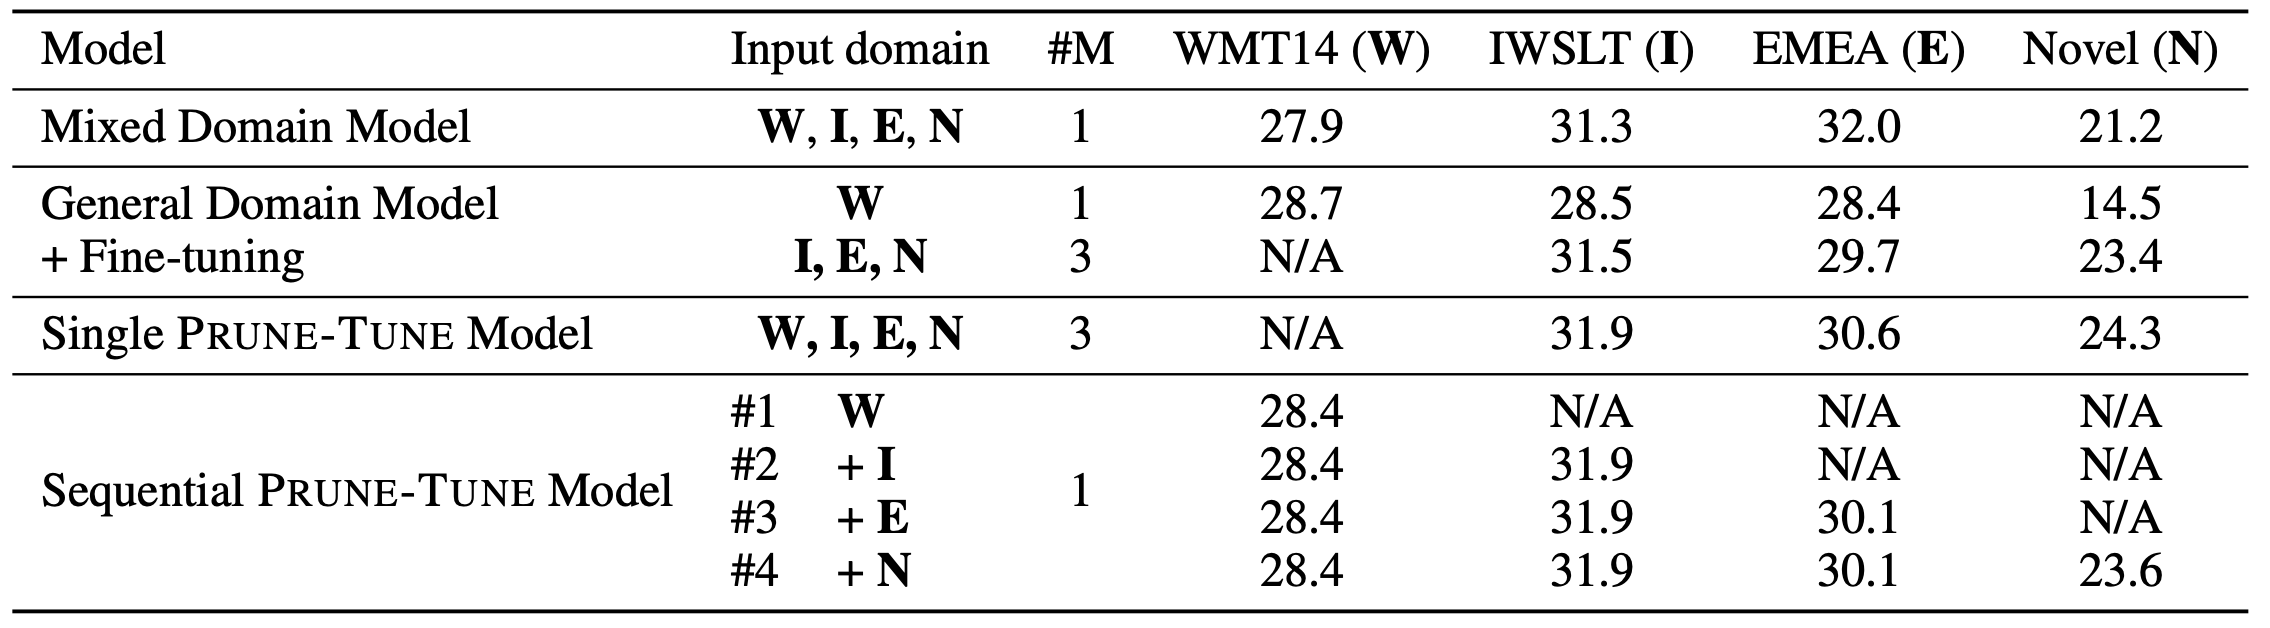 Model Input domain #M WMT14 (W) IWSLT (I) EMEA (E) Novel (N)
Mixed Domain Model W, I, E, N 1 27.9 31.3 32.0 21.2
General Domain Model W 1 28.7 28.5 28.4 14.5
+ Fine-tuning I, E, N 3 N/A 31.5 29.7 23.4
Single PRUNE-TUNE Model W, I, E, N 3 N/A 31.9 30.6 24.3
#1 W 28.4 N/A N/A N/A
#2 + I 28.4 31.9 N/A N/A
Sequential PRUNE-TUNE Model 1
#3 + E 28.4 31.9 30.1 N/A
#4 + N 28.4 31.9 30.1 23.6